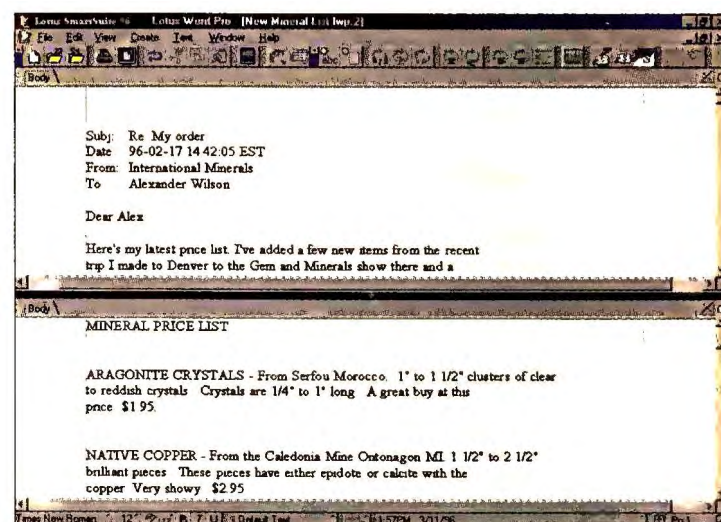 Lotus SmartSuite 96 Lotus Word Pro [New Mineral List lwp.2]
File Edit View Create Text Window Help
Body
Subj: Re My order
Date 96-02-17 14 42:05 EST
From: International Minerals
To Alexander Wilson
Dear Alex
Here's my latest price list. I've added a few new items from the recent
trip I made to Denver to the Gem and Minerals show there and a
Body
MINERAL PRICE LIST
ARAGONITE CRYSTALS - From Serfou Morocco. 1" to 1 1/2" clusters of clear
to reddish crystals Crystals are 1/4" to 1" long A great buy at this
price $1 95.
NATIVE COPPER - From the Caledonia Mine Ontonagon MI 1 1/2" to 2 1/2"
brilliant pieces These pieces have either epidote or calcite with the
copper Very showy $2.95
Times New Roman 12 B I U Default Text 1:57PM 3/21/96